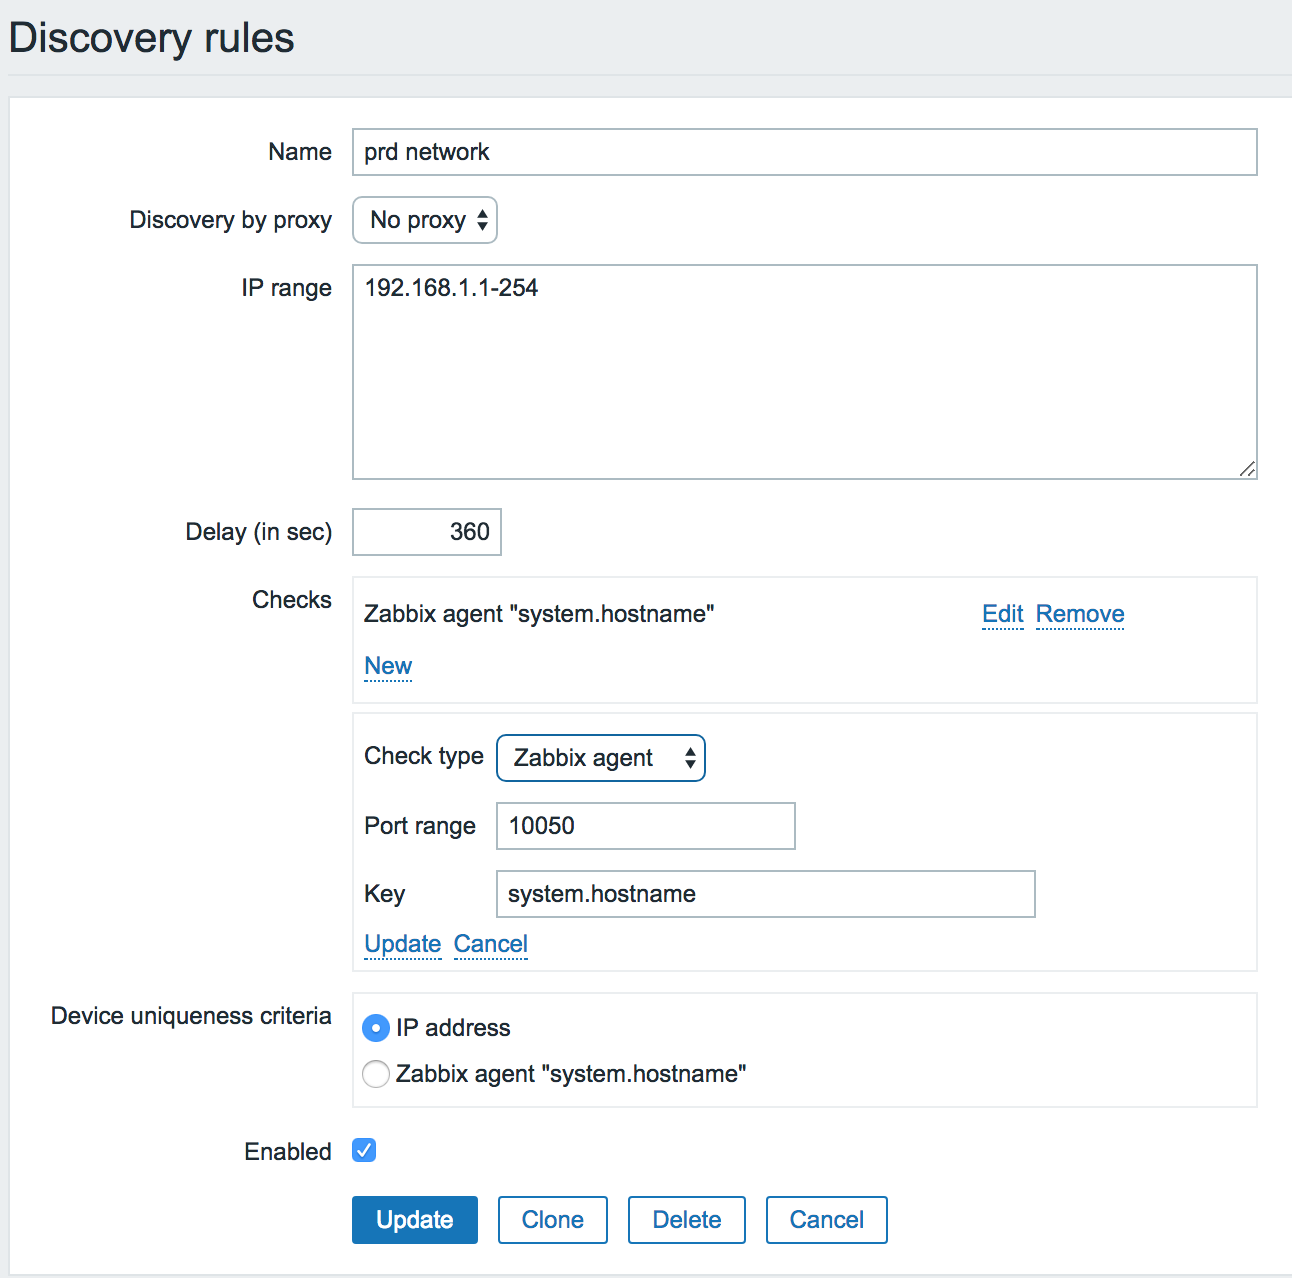 Discovery rules
Name prd network
Discovery by proxy No proxy
IP range 192.168.1.1-254
Delay (in sec) 360
Checks Zabbix agent "system.hostname" Edit Remove
New
Check type Zabbix agent
Port range 10050
Key system.hostname
Update Cancel
Device uniqueness criteria IP address
Zabbix agent "system.hostname"
Enabled
Update Clone Delete Cancel